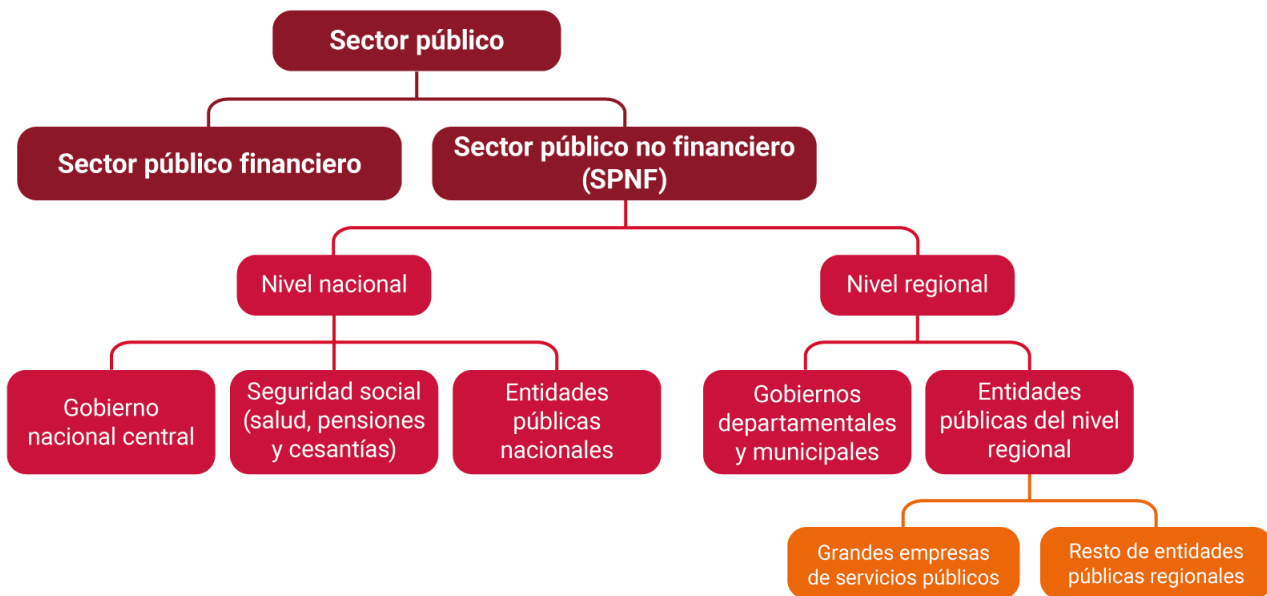 Sector público
Sector público financiero
Sector público no financiero
(SPNF)
Nivel nacional
Nivel regional
Gobierno
nacional central
Seguridad social
(salud, pensiones
y cesantías)
Entidades
públicas
nacionales
Gobiernos
departamentales
y municipales
Entidades
públicas del nivel
regional
Grandes empresas
de servicios públicos
Resto de entidades
públicas regionales